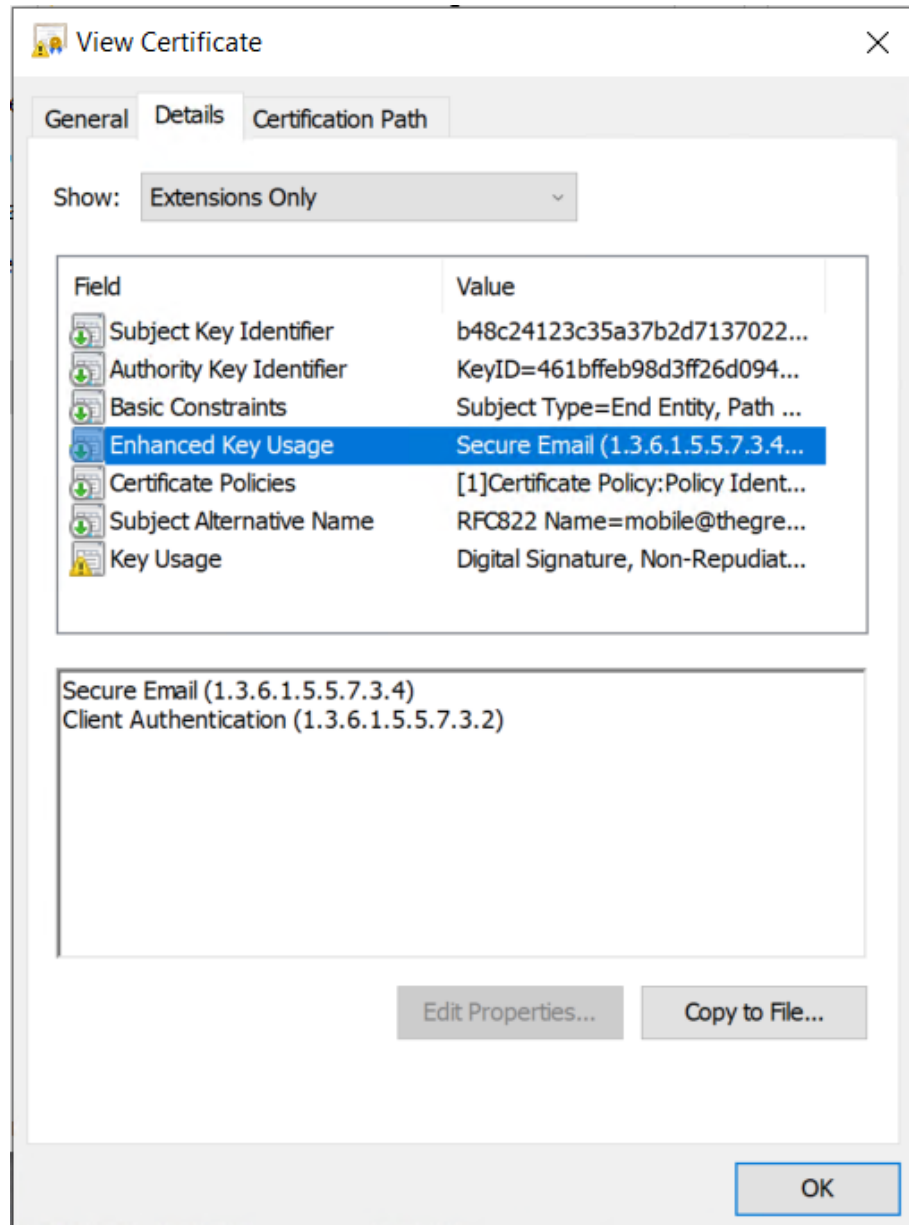 View Certificate
General Details Certification Path
Show: Extensions Only
Field Value
Subject Key Identifier b48c24123c35a37b2d7137022...
Authority Key Identifier KeyID=461bffeb98d3ff26d094...
Basic Constraints Subject Type=End Entity, Path ...
Enhanced Key Usage Secure Email (1.3.6.1.5.5.7.3.4...
Certificate Policies [1]Certificate Policy:Policy Ident...
Subject Alternative Name RFC822 Name=mobile@thegre...
Key Usage Digital Signature, Non-Repudiat...
Secure Email (1.3.6.1.5.5.7.3.4)
Client Authentication (1.3.6.1.5.5.7.3.2)
Edit Properties... Copy to File...
OK